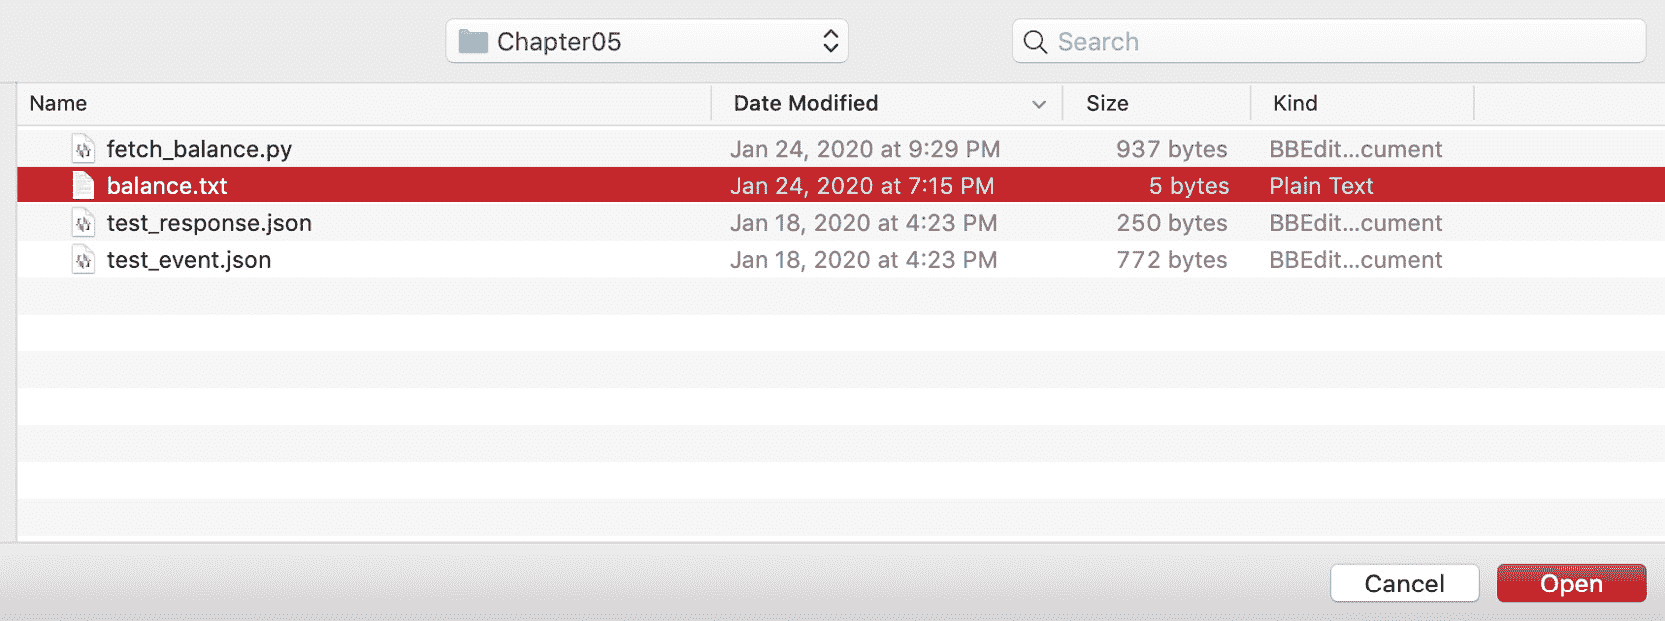 Chapter05 Search
Name Date Modified Size Kind
fetch_balance.py Jan 24, 2020 at 9:29 PM 937 bytes BBEdit...cument
balance.txt Jan 24, 2020 at 7:15 PM 5 bytes Plain Text
test_response.json Jan 18, 2020 at 4:23 PM 250 bytes BBEdit...cument
test_event.json Jan 18, 2020 at 4:23 PM 772 bytes BBEdit...cument
Cancel Open